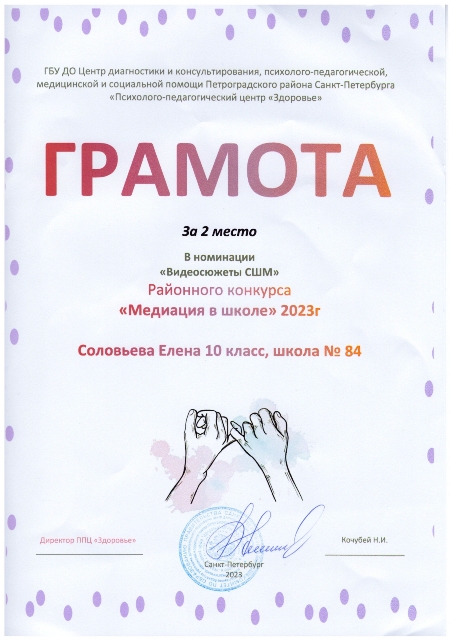 ГБУ ДО Центр диагностики и консультирования, психолого-педагогической,
медицинской и социальной помощи Петроградского района Санкт-Петербурга
«Психолого-педагогический центр «Здоровье»
ГРАМОТА
За 2 место
В номинации
«Видеосюжеты СШМ»
Районного конкурса
«Медиация в школе» 2023г
Соловьева Елена 10 класс, школа № 84
Директор ППЦ «Здоровье»
Кочубей Н.И.
Санкт-Петербург
2023